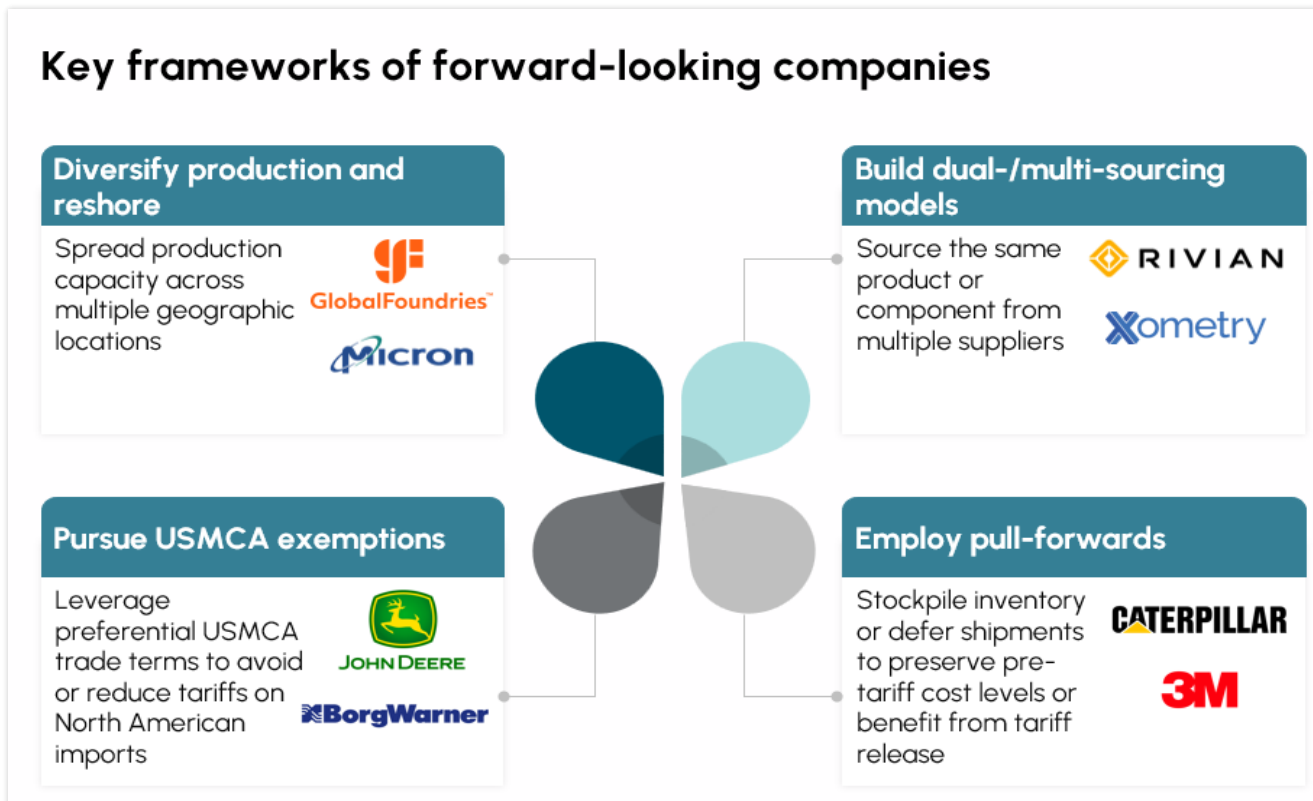 Key frameworks of forward-looking companies
Diversify production and
reshore
Spread production
capacity across
multiple geographic
locations
GF
GlobalFoundries™
Micron
Build dual-/multi-sourcing
models
Source the same
product or
component from
multiple suppliers
RIVIAN
Xometry
Pursue USMCA exemptions
Leverage
preferential USMCA
trade terms to avoid
or reduce tariffs on
North American
imports
JOHN DEERE
BorgWarner
Employ pull-forwards
Stockpile inventory
or defer shipments
to preserve pre-
tariff cost levels or
benefit from tariff
release
CATERPILLAR
3M